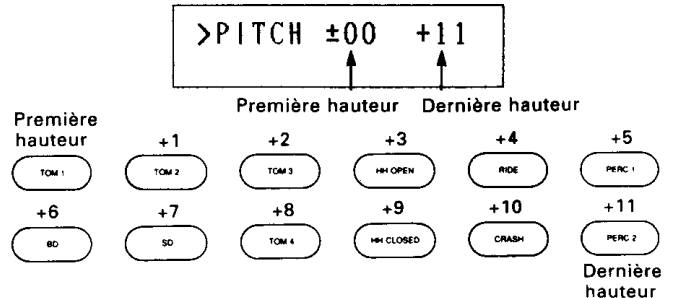 >PITCH ±00 +11
Première hauteur Dernière hauteur
Première
hauteur +1 +2 +3 +4 +5
TOM 1 TOM 2 TOM 3 HH OPEN RIDE PERC 1
+6 +7 +8 +9 +10 +11
BD SD TOM 4 HH CLOSED CRASH PERC 2
Dernière
hauteur